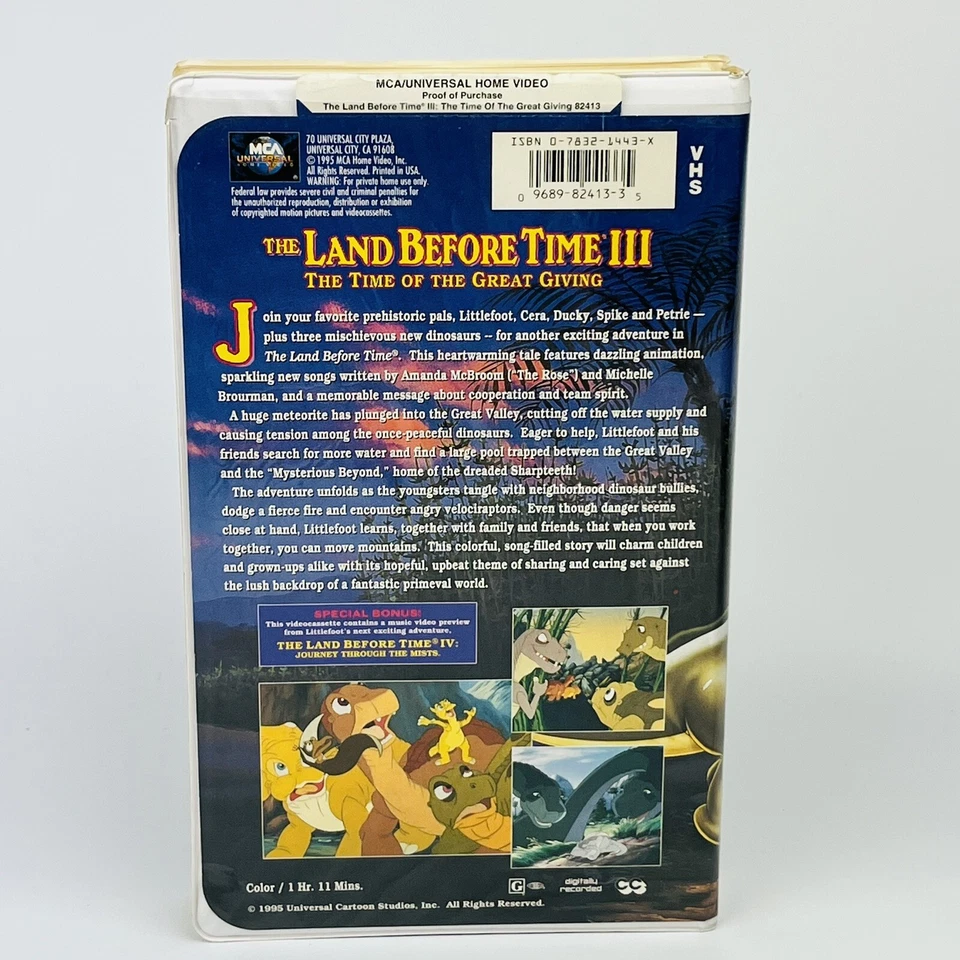 MCA/UNIVERSAL HOME VIDEO
Proof of Purchase
The Land Before Time® III: The Time Of The Great Giving 82413
MCA
UNIVERSAL
HOME VIDEO
70 UNIVERSAL CITY PLAZA,
UNIVERSAL CITY, CA 91608
© 1995 MCA Home Video, Inc.
All Rights Reserved. Printed in USA.
WARNING: For private home use only.
Federal law provides severe civil and criminal penalties for
the unauthorized reproduction, distribution or exhibition
of copyrighted motion pictures and videocassettes.
ISBN 0-7832-1443-X
0 9689-82413-3 5
VHS
THE LAND BEFORE TIME® III
THE TIME OF THE GREAT GIVING
Join your favorite prehistoric pals, Littlefoot, Cera, Ducky, Spike and Petrie —
plus three mischievous new dinosaurs -- for another exciting adventure in
The Land Before Time®. This heartwarming tale features dazzling animation,
sparkling new songs written by Amanda McBroom ("The Rose") and Michelle
Brourman, and a memorable message about cooperation and team spirit.
A huge meteorite has plunged into the Great Valley, cutting off the water supply and
causing tension among the once-peaceful dinosaurs. Eager to help, Littlefoot and his
friends search for more water and find a large pool trapped between the Great Valley
and the "Mysterious Beyond," home of the dreaded Sharpteeth!
The adventure unfolds as the youngsters tangle with neighborhood dinosaur bullies,
dodge a fierce fire and encounter angry velociraptors. Even though danger seems
close at hand, Littlefoot learns, together with family and friends, that when you work
together, you can move mountains. This colorful, song-filled story will charm children
and grown-ups alike with its hopeful, upbeat theme of sharing and caring set against
the lush backdrop of a fantastic primeval world.
SPECIAL BONUS!
This videocassette contains a music video preview
from Littlefoot's next exciting adventure,
THE LAND BEFORE TIME® IV:
JOURNEY THROUGH THE MISTS.
Color / 1 Hr. 11 Mins.
G
digitally
recorded
© 1995 Universal Cartoon Studios, Inc. All Rights Reserved.